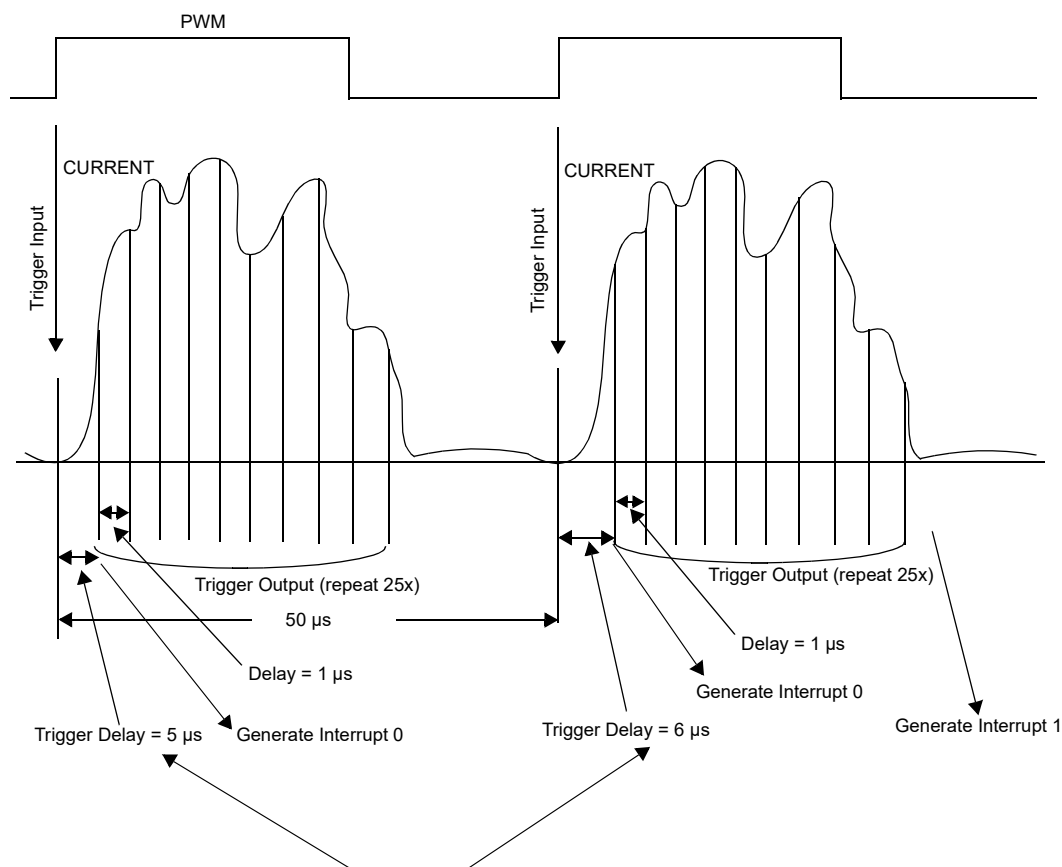 PWM
CURRENT
CURRENT
Trigger Input
Trigger Input
Trigger Output (repeat 25x)
Trigger Output (repeat 25x)
50 µs
Delay = 1 µs
Delay = 1 µs
Generate Interrupt 0
Trigger Delay = 5 µs
Generate Interrupt 0
Trigger Delay = 6 µs
Generate Interrupt 1